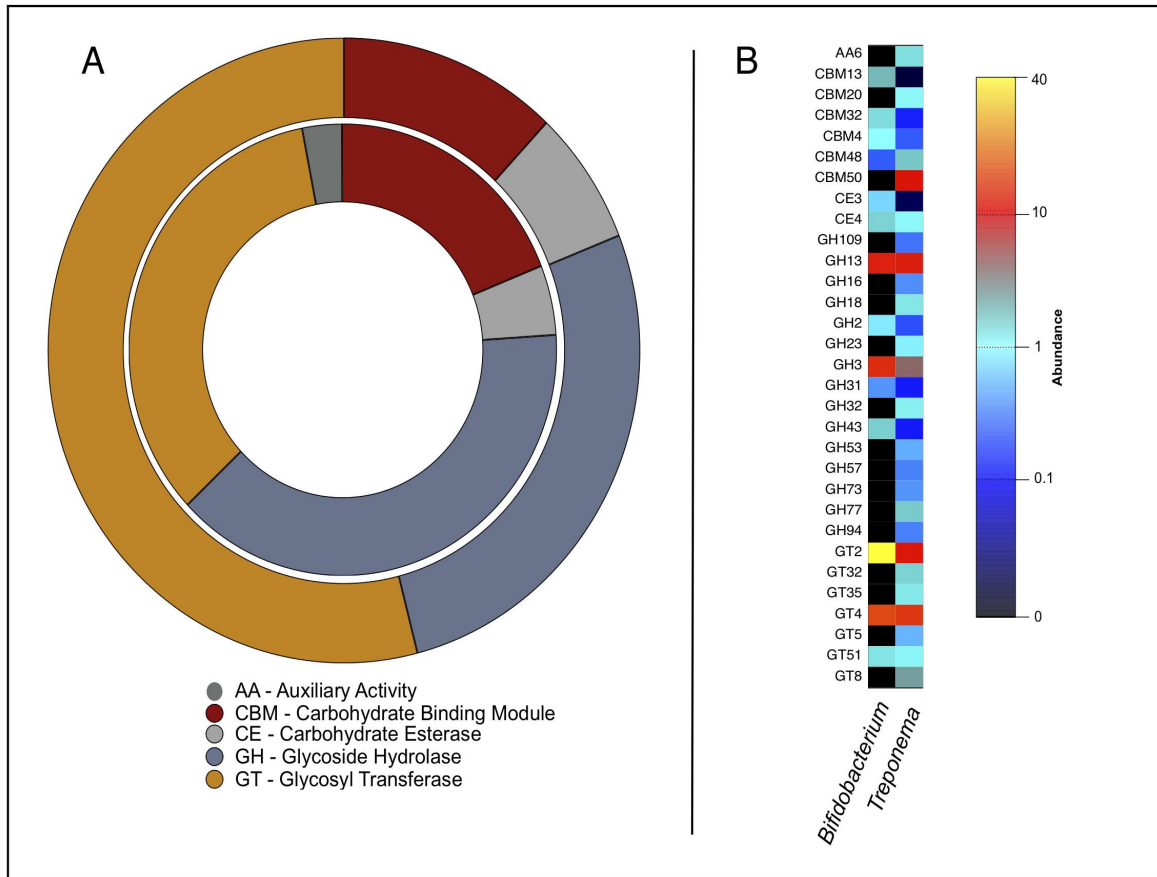 A
AA - Auxiliary Activity
CBM - Carbohydrate Binding Module
CE - Carbohydrate Esterase
GH - Glycoside Hydrolase
GT - Glycosyl Transferase
B
AA6
CBM13
CBM20
CBM32
CBM4
CBM48
CBM50
CE3
CE4
GH109
GH13
GH16
GH18
GH2
GH23
GH3
GH31
GH32
GH43
GH53
GH57
GH73
GH77
GH94
GT2
GT32
GT35
GT4
GT5
GT51
GT8
Bifidobacterium
Treponema
40
10
1
0.1
0
Abundance